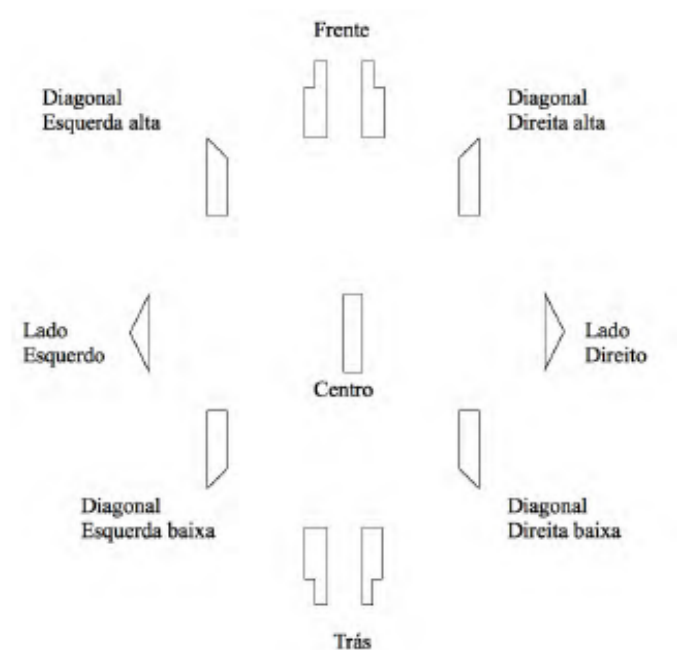 Frente
Diagonal
Esquerda alta
Diagonal
Direita alta
Lado
Esquerdo
Centro
Lado
Direito
Diagonal
Esquerda baixa
Diagonal
Direita baixa
Trás